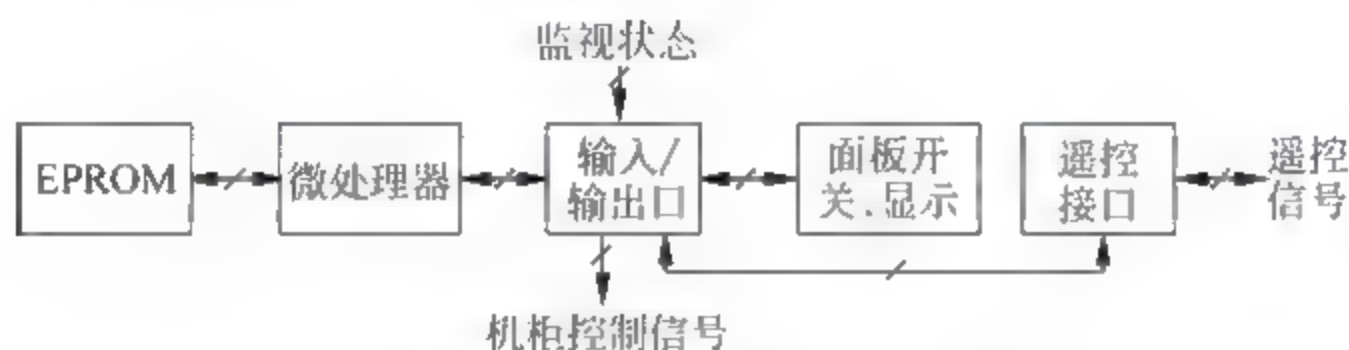 监视状态
EPROM
微处理器
输入/
输出口
面板开
关、显示
遥控
接口
遥控
信号
机柜控制信号